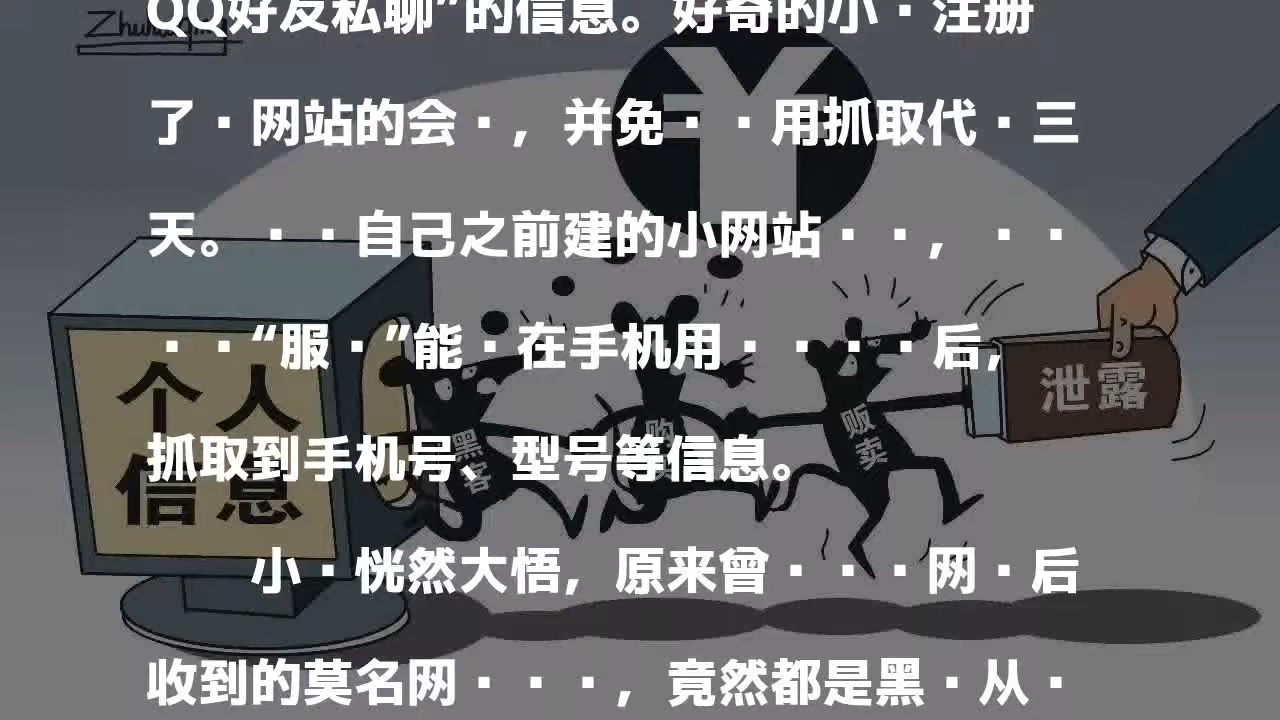 QQ好友私聊”的信息。好奇的小·注册
了·网站的会·，并免··用抓取代·三
天。··自己之前建的小网站··，··
··“服·”能·在手机用····后，
抓取到手机号、型号等信息。
小·恍然大悟，原来曾···网·后
收到的莫名网···，竟然都是黑·从·
个人
信息
黑客
购买
贩卖
泄露